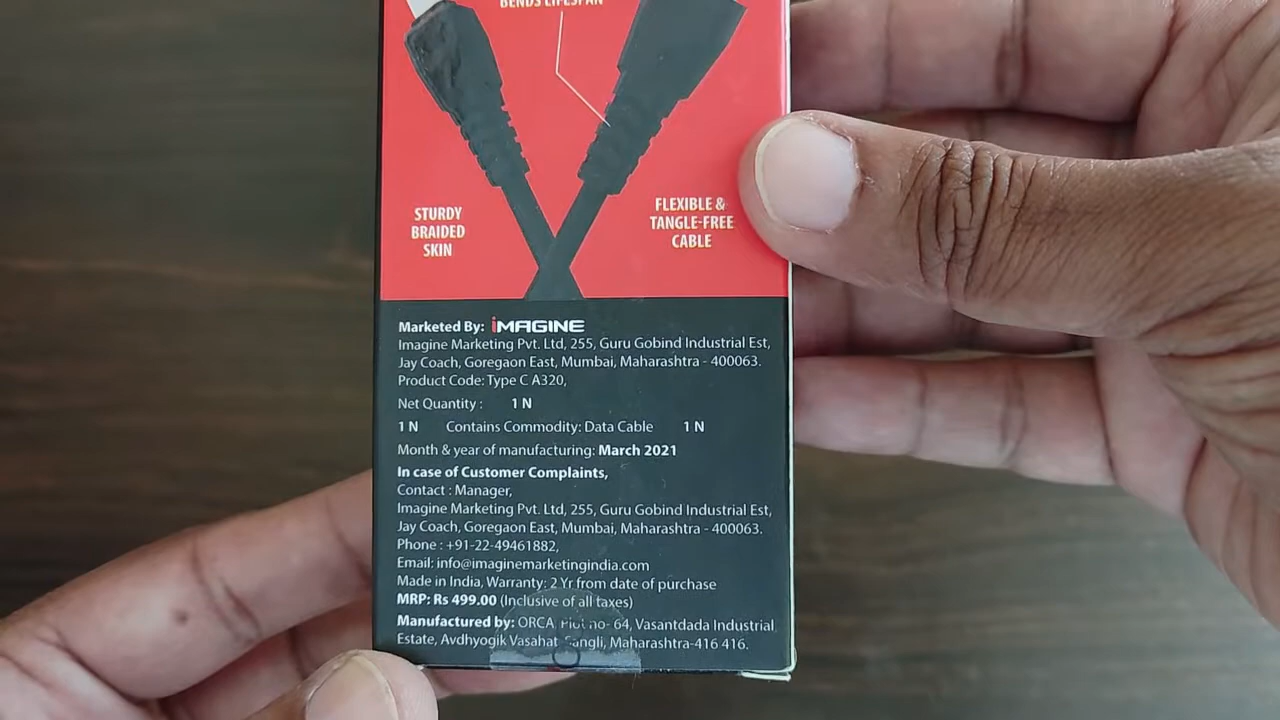 BENDS LIFESPAN
STURDY
BRAIDED
SKIN
FLEXIBLE &
TANGLE-FREE
CABLE
Marketed By: iMAGINE
Imagine Marketing Pvt. Ltd, 255, Guru Gobind Industrial Est,
Jay Coach, Goregaon East, Mumbai, Maharashtra - 400063.
Product Code: Type C A320,
Net Quantity : 1 N
1 N Contains Commodity: Data Cable 1 N
Month & year of manufacturing: March 2021
In case of Customer Complaints,
Contact : Manager,
Imagine Marketing Pvt. Ltd, 255, Guru Gobind Industrial Est,
Jay Coach, Goregaon East, Mumbai, Maharashtra - 400063.
Phone : +91-22-49461882,
Email: info@imaginemarketingindia.com
Made in India, Warranty: 2 Yr from date of purchase
MRP: Rs 499.00 (Inclusive of all taxes)
Manufactured by: ORCA, Plot no- 64, Vasantdada Industrial
Estate, Avdhyogik Vasahat Sangli, Maharashtra-416 416.